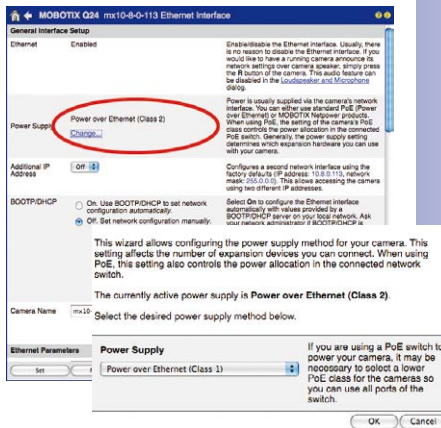 MOBOTIX Q24 mx10-8-0-113 Ethernet Interface
General Interface Setup
Ethernet
Enabled
Enable/disable the Ethernet interface. Usually, there
is no reason to disable the Ethernet interface. If you
would like to have a running camera announce its
network settings over camera speaker, simply press
the R button of the camera. This audio feature can
be disabled in the Loudspeaker and Microphone
dialog.
Power Supply
Power over Ethernet (Class 2)
Change...
Power is usually supplied via the camera's network
interface. You can either use standard PoE (Power
over Ethernet) or MOBOTIX Netpower products.
When using PoE, the setting of the camera's PoE
class controls the power allocation in the connected
PoE switch. Generally, the power supply setting
determines which expansion hardware you can use
with your camera.
Additional IP
Address
Off
Configures a second network interface using the
factory defaults (IP address: 10.8.0.113, network
mask: 255.0.0.0). This allows accessing the camera
using two different IP addresses.
BOOTP/DHCP
On. Use BOOTP/DHCP to set network
configuration automatically.
Off. Set network configuration manually.
Select On to configure the Ethernet interface
automatically with values provided by a
BOOTP/DHCP server on your local network. Ask
your network administrator if BOOTP/DHCP is
This wizard allows configuring the power supply method for your camera. This
setting affects the number of expansion devices you can connect. When using
PoE, this setting also controls the power allocation in the connected network
switch.
The currently active power supply is Power over Ethernet (Class 2).
Select the desired power supply method below.
Camera Name
mx10-
Ethernet Parameters
Set
Power Supply
Power over Ethernet (Class 1)
If you are using a PoE switch to
power your camera, it may be
necessary to select a lower
PoE class for the cameras so
you can use all ports of the
switch.
OK
Cancel